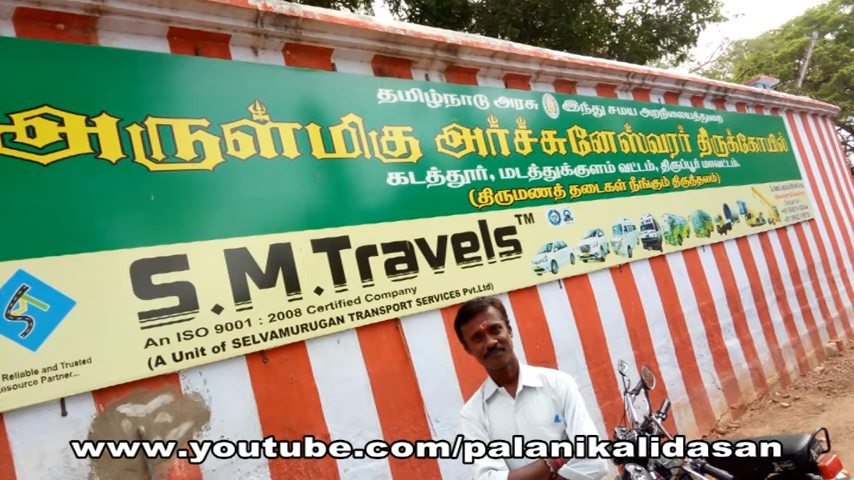 தமிழ்நாடு அரசு இந்து சமய அறநிலையத்துறை
அருள்மிகு அர்ச்சுனேஸ்வரர் திருக்கோயில்
கடத்தூர், மடத்துக்குளம் வட்டம், திருப்பூர் மாவட்டம்.
(திருமணத் தடைகள் நீங்கும் திருத்தலம்)
S.M.Travels™
An ISO 9001 : 2008 Certified Company
(A Unit of SELVAMURUGAN TRANSPORT SERVICES Pvt.Ltd)
Reliable and Trusted
Resource Partner...
www.youtube.com/palanikalidasan